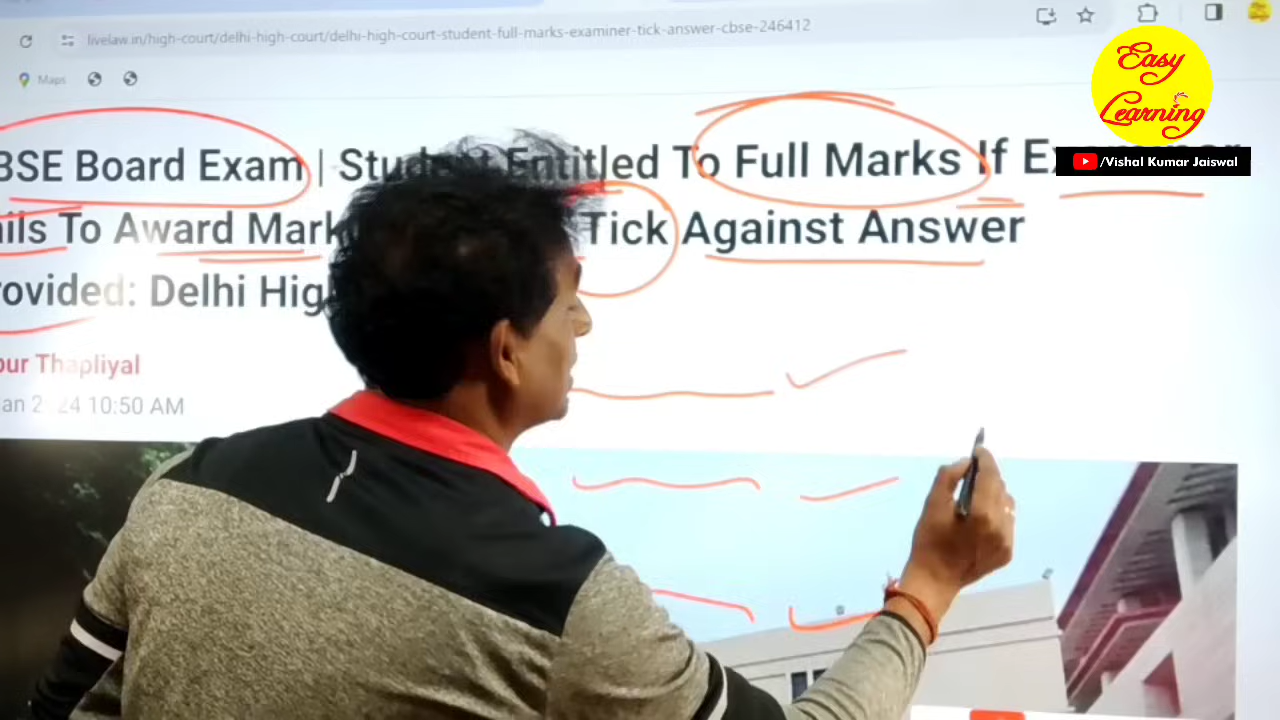 livelaw.in/high-court/delhi-high-court/delhi-high-court-student-full-marks-examiner-tick-answer-cbse-246412
Maps
Easy
Learning
/Vishal Kumar Jaiswal
BSE Board Exam | Student Entitled To Full Marks If
ils To Award Mark Tick Against Answer
rovided: Delhi Hig
our Thapliyal
an 2 24 10:50 AM